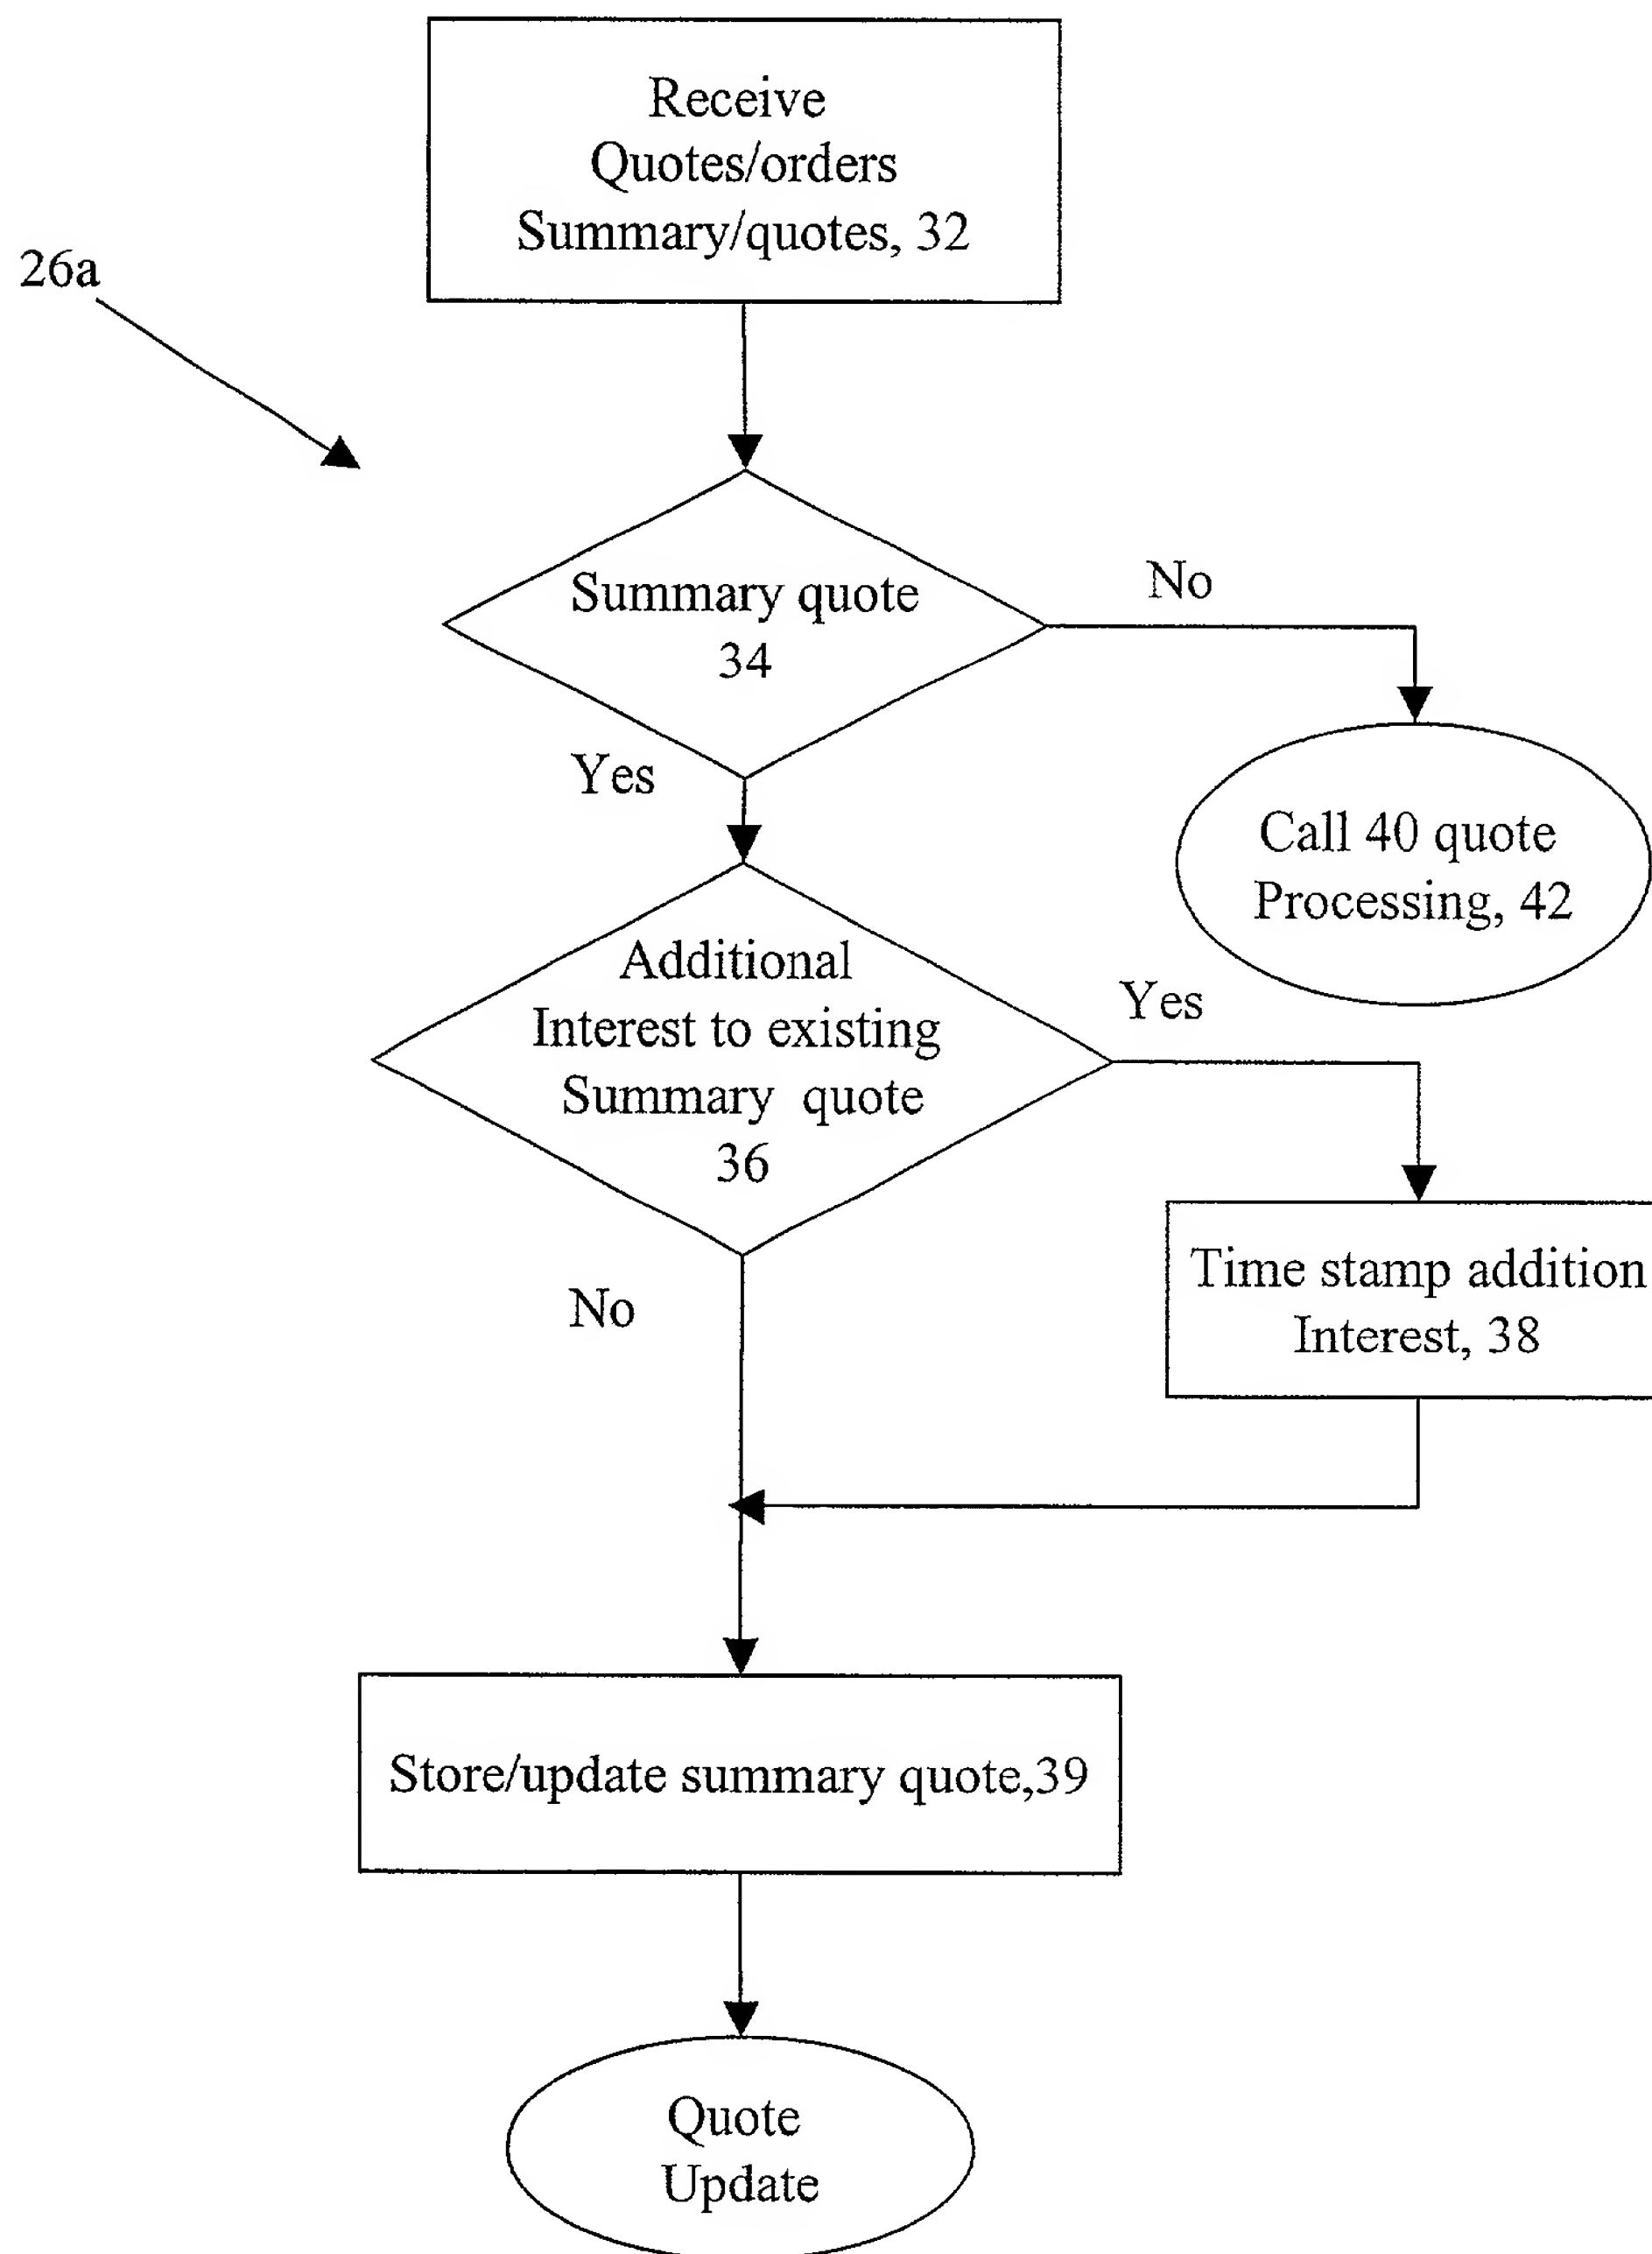 Receive
Quotes/orders
Summary/quotes, 32
26a
Summary quote
34
No
Yes
Call 40 quote
Processing, 42
Additional
Interest to existing
Summary quote
36
Yes
No
Time stamp addition
Interest, 38
Store/update summary quote,39
Quote
Update